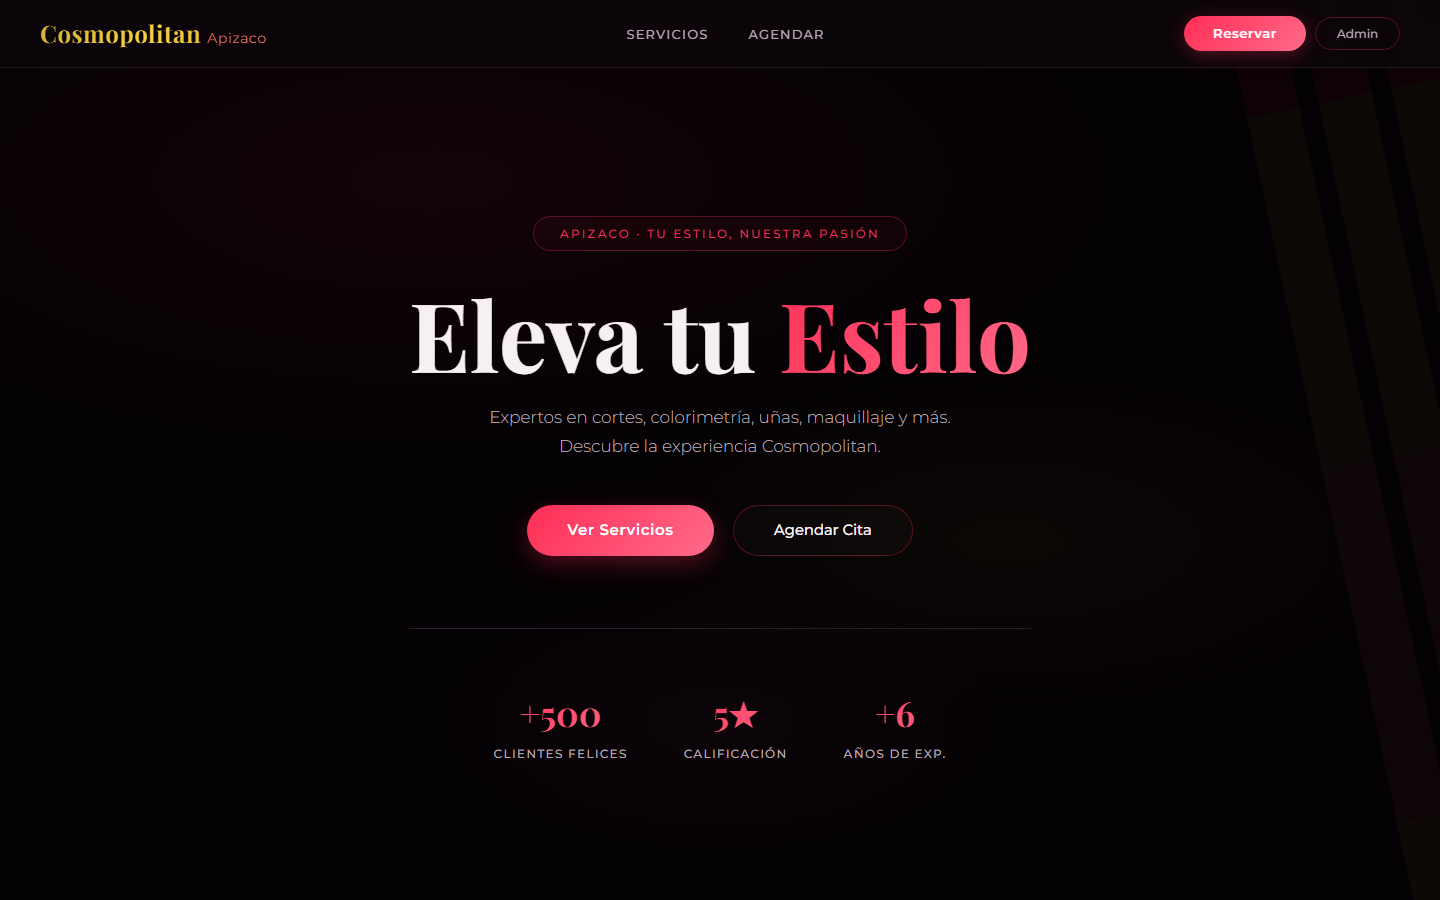 Cosmopolitan Apizaco
SERVICIOS AGENDAR
Reservar
Admin
APIZACO · TU ESTILO, NUESTRA PASIÓN
Eleva tu Estilo
Expertos en cortes, colorimetría, uñas, maquillaje y más.
Descubre la experiencia Cosmopolitan.
Ver Servicios
Agendar Cita
+500
CLIENTES FELICES
5★
CALIFICACIÓN
+6
AÑOS DE EXP.